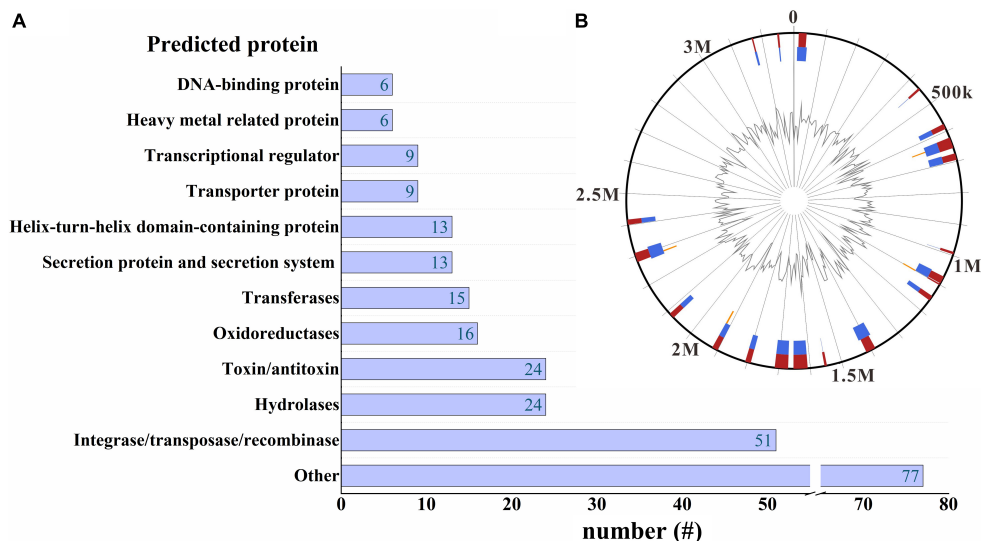 A
Predicted protein
DNA-binding protein
6
Heavy metal related protein
6
Transcriptional regulator
9
Transporter protein
9
Helix-turn-helix domain-containing protein
13
Secretion protein and secretion system
13
Transferases
15
Oxidoreductases
16
Toxin/antitoxin
24
Hydrolases
24
Integrase/transposase/recombinase
51
Other
77
0
10
20
30
40
50
70
80
number (#)
B
0
500k
1M
1.5M
2M
2.5M
3M